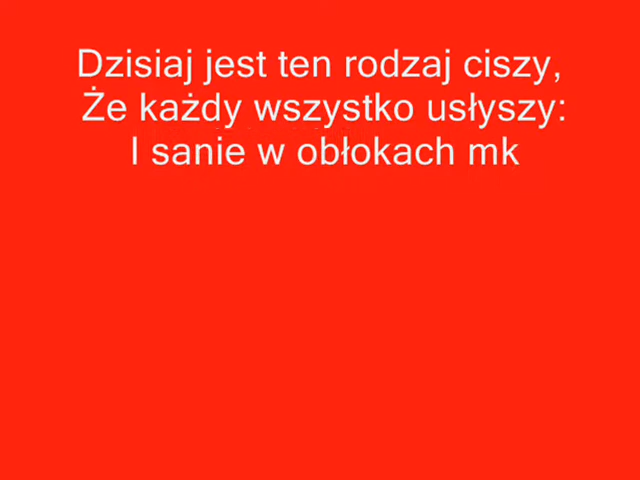 Dzisiaj jest ten rodzaj ciszy,
Że każdy wszystko usłyszy:
I sanie w obłokach mk